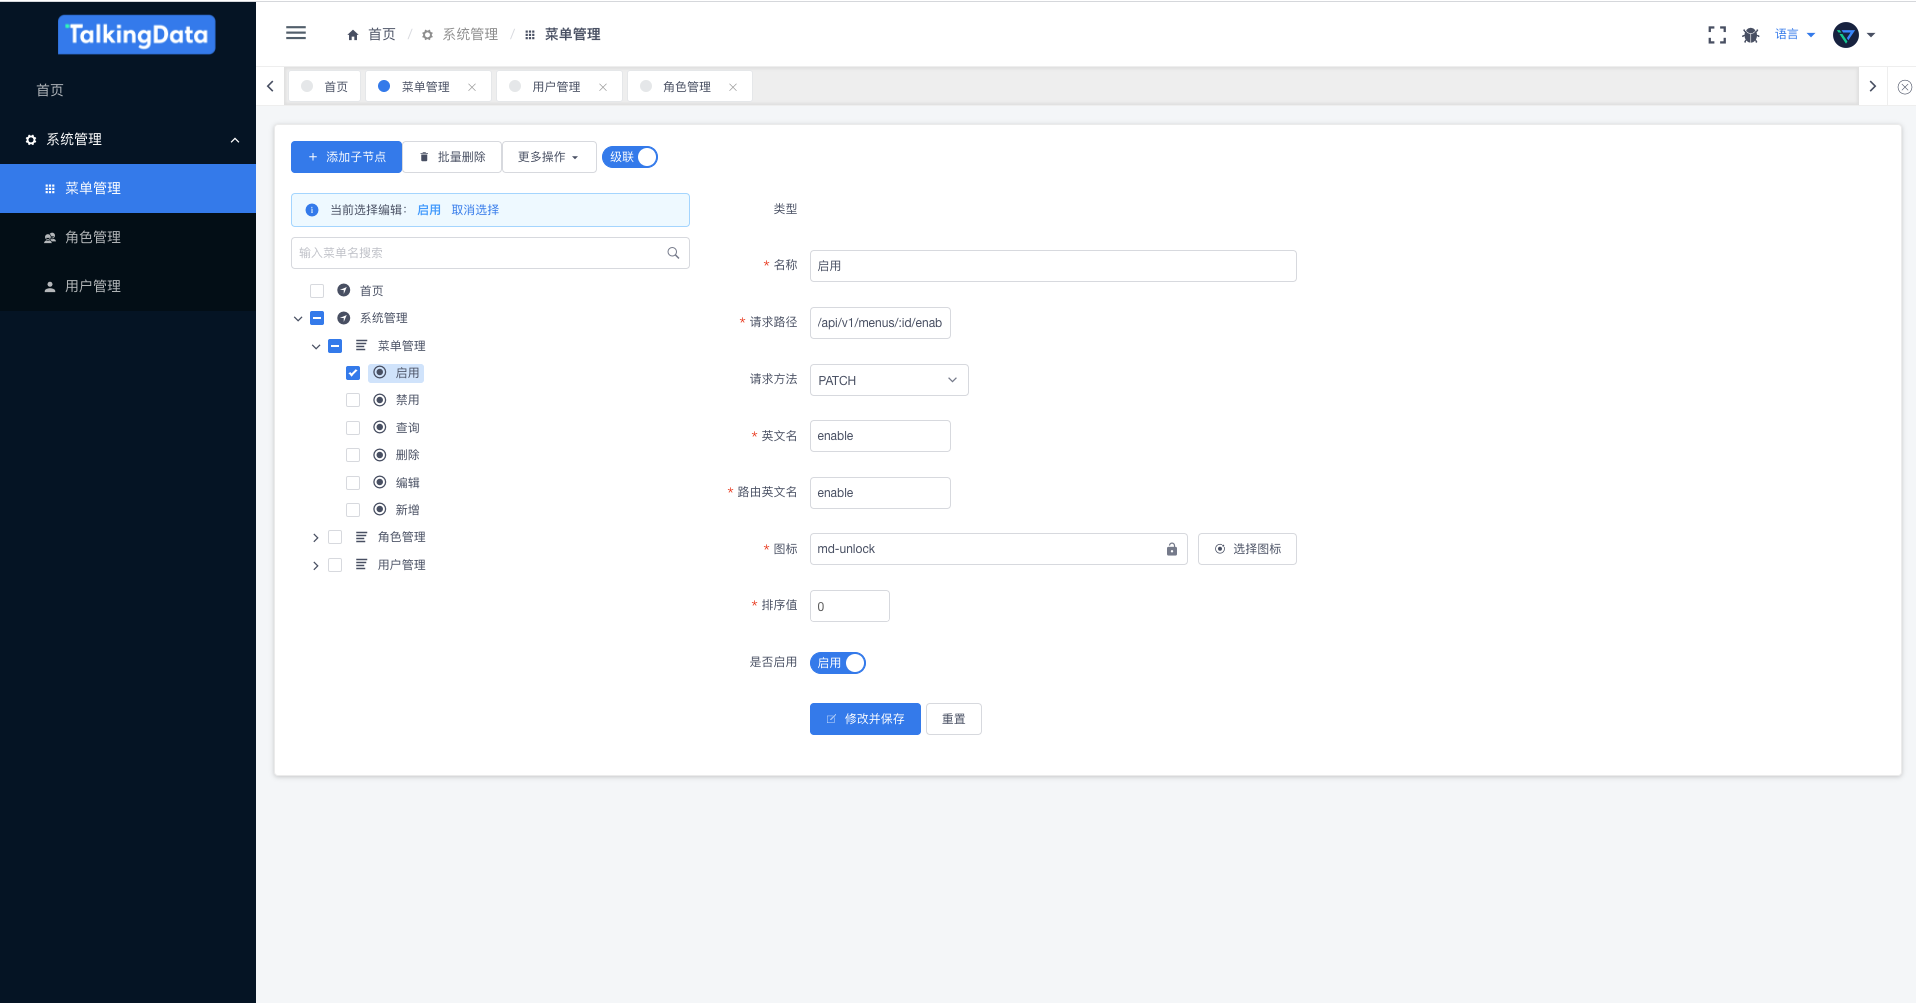 TalkingData
首页
系统管理
菜单管理
角色管理
用户管理
首页 / 系统管理 / 菜单管理
语言
首页 菜单管理 用户管理 角色管理
添加子节点 批量删除 更多操作 级联
当前选择编辑: 启用 取消选择
输入菜单名搜索
首页
系统管理
菜单管理
启用
禁用
查询
删除
编辑
新增
角色管理
用户管理
类型
* 名称 启用
* 请求路径 /api/v1/menus/:id/enab
请求方法 PATCH
* 英文名 enable
* 路由英文名 enable
* 图标 md-unlock 选择图标
* 排序值 0
是否启用 启用
修改并保存 重置